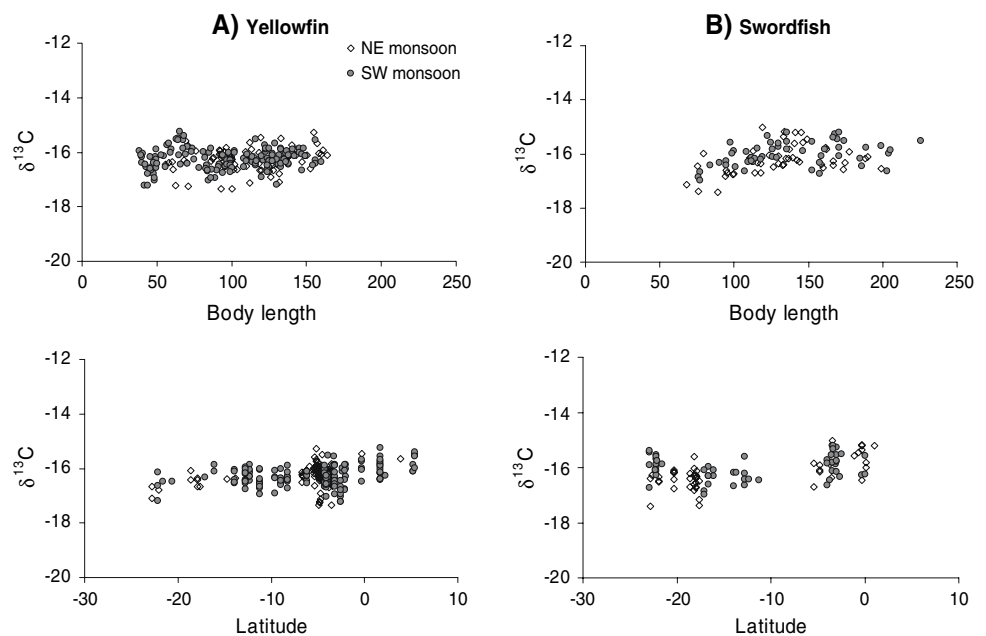 A) Yellowfin
B) Swordfish
NE monsoon
SW monsoon
-12
-14
-16
-18
-20
δ13C
0 50 100 150 200 250
Body length
-12
-14
-16
-18
-20
δ13C
0 50 100 150 200 250
Body length
-12
-14
-16
-18
-20
δ13C
-30 -20 -10 0 10
Latitude
-12
-14
-16
-18
-20
δ13C
-30 -20 -10 0 10
Latitude